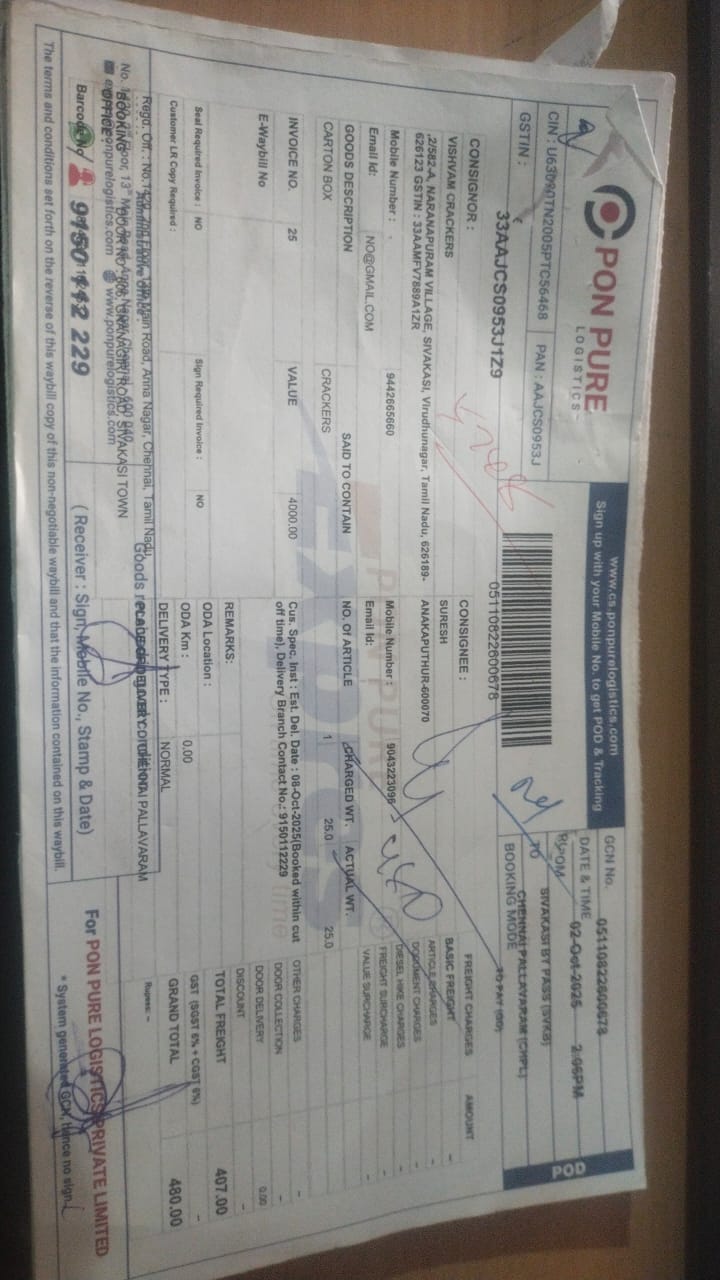 PON PURE
LOGISTICS
www.cs.ponpurelogistics.com
Sign up with your Mobile No. to get POD & Tracking
POD
CIN : U63090TN2005PTC56468
PAN : AAJCS0953J
GSTIN :
33AAJCS0953J1Z9
05110822600678
GCN No. 05110822600678
DATE & TIME 02-Oct-2025 2:06PM
FROM SIVAKASI BY PASS (SVKB)
TO CHENNAI PALLAVARAM (CHPL)
BOOKING MODE TO PAY
CONSIGNOR :
VISHVAM CRACKERS
,2/582-A, NARANAPURAM VILLAGE, SIVAKASI, Virudhunagar, Tamil Nadu, 626189-
626123 GSTIN : 33AAMFV7889A1ZR
Mobile Number : 9442665660
Email Id: NO@GMAIL.COM
CONSIGNEE :
SURESH
ANAKAPUTHUR-600070
Mobile Number : 9043223096
Email Id:
GOODS DESCRIPTION SAID TO CONTAIN NO. Of ARTICLE CHARGED WT. ACTUAL WT.
CARTON BOX CRACKERS 1 25.0 25.0
INVOICE NO. 25 VALUE 4000.00
E-Waybill No
Cus. Spec. Inst : Est. Del. Date : 08-Oct-2025(Booked within cut
off time), Delivery Branch Contact No.: 9150112229
REMARKS:
ODA Location :
ODA Km : 0.00
DELIVERY TYPE : NORMAL
Seal Required Invoice : NO Sign Required Invoice : NO
Customer LR Copy Required :
FREIGHT CHARGES AMOUNT
BASIC FREIGHT -
ARTICLE CHARGES -
DOCUMENT CHARGES -
DIESEL HIKE CHARGES -
FREIGHT SURCHARGE -
VALUE SURCHARGE -
OTHER CHARGES -
DOOR COLLECTION -
DOOR DELIVERY 0.00
DISCOUNT -
TOTAL FREIGHT 407.00
GST (SGST 6% + CGST 6%) -
GRAND TOTAL 480.00
Rupees: --
Administrative Office :
BOOKING
OFFICE
SIVAKASI TOWN
www.ponpurelogistics.com
Barcode No
9150 112 229
( Receiver : Sign, Mobile No., Stamp & Date)
For PON PURE LOGISTICS PRIVATE LIMITED
* System generated GCN, hence no sign.
The terms and conditions set forth on the reverse of this waybill copy of this non-negotiable waybill and that the information contained on this waybill.